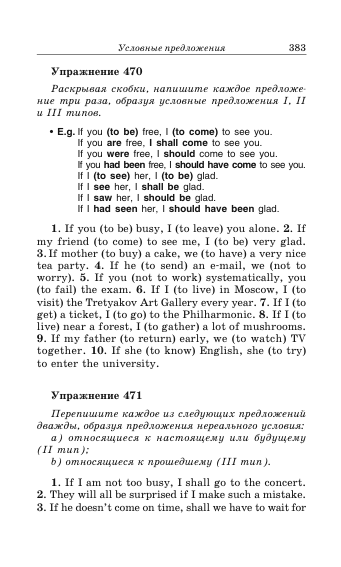 Условные предложения 383
Упражнение 470
Раскрывая скобки, напишите каждое предложе-
ние три раза, образуя условные предложения I, II
и III типов.
• E.g. If you (to be) free, I (to come) to see you.
If you are free, I shall come to see you.
If you were free, I should come to see you.
If you had been free, I should have come to see you.
If I (to see) her, I (to be) glad.
If I see her, I shall be glad.
If I saw her, I should be glad.
If I had seen her, I should have been glad.
1. If you (to be) busy, I (to leave) you alone. 2. If
my friend (to come) to see me, I (to be) very glad.
3. If mother (to buy) a cake, we (to have) a very nice
tea party. 4. If he (to send) an e-mail, we (not to
worry). 5. If you (not to work) systematically, you
(to fail) the exam. 6. If I (to live) in Moscow, I (to
visit) the Tretyakov Art Gallery every year. 7. If I (to
get) a ticket, I (to go) to the Philharmonic. 8. If I (to
live) near a forest, I (to gather) a lot of mushrooms.
9. If my father (to return) early, we (to watch) TV
together. 10. If she (to know) English, she (to try)
to enter the university.
Упражнение 471
Перепишите каждое из следующих предложений
дважды, образуя предложения нереального условия:
a) относящиеся к настоящему или будущему
(II тип);
b) относящиеся к прошедшему (III тип).
1. If I am not too busy, I shall go to the concert.
2. They will all be surprised if I make such a mistake.
3. If he doesn't come on time, shall we have to wait for